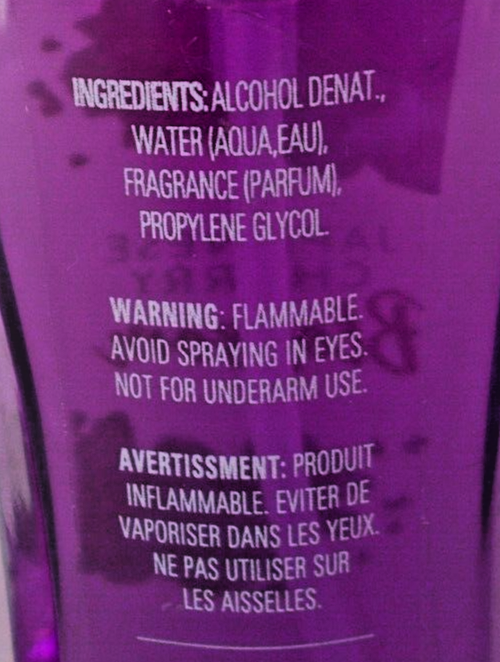 INGREDIENTS: ALCOHOL DENAT.,
WATER (AQUA,EAU),
FRAGRANCE (PARFUM),
PROPYLENE GLYCOL.
WARNING: FLAMMABLE.
AVOID SPRAYING IN EYES.
NOT FOR UNDERARM USE.
AVERTISSMENT: PRODUIT
INFLAMMABLE. EVITER DE
VAPORISER DANS LES YEUX.
NE PAS UTILISER SUR
LES AISSELLES.